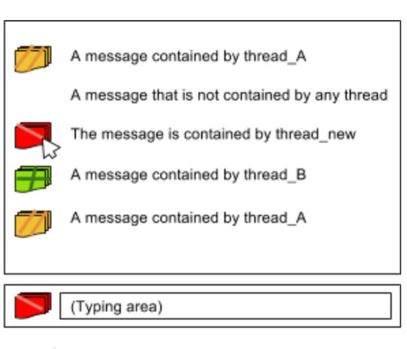 A message contained by thread_A
A message that is not contained by any thread
The message is contained by thread_new
A message contained by thread_B
A message contained by thread_A
(Typing area)